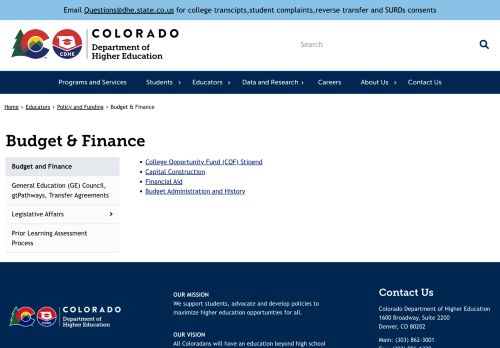 Email Questions@dhe.state.co.us for college transcipts,student complaints,reverse transfer and SURDs consents
CO
CDHE
COLORADO
Department of
Higher Education
Search
Programs and Services Students Educators Data and Research Careers About Us Contact Us
Home › Educators › Policy and Funding › Budget & Finance
Budget & Finance
Budget and Finance
General Education (GE) Council,
gtPathways, Transfer Agreements
Legislative Affairs
Prior Learning Assessment
Process
• College Opportunity Fund (COF) Stipend
• Capital Construction
• Financial Aid
• Budget Administration and History
CDHE
COLORADO
Department of
Higher Education
OUR MISSION
We support students, advocate and develop policies to
maximize higher education opportunities for all.
OUR VISION
All Coloradans will have an education beyond high school
Contact Us
Colorado Department of Higher Education
1600 Broadway, Suite 2200
Denver, CO 80202
Main: (303) 862-3001